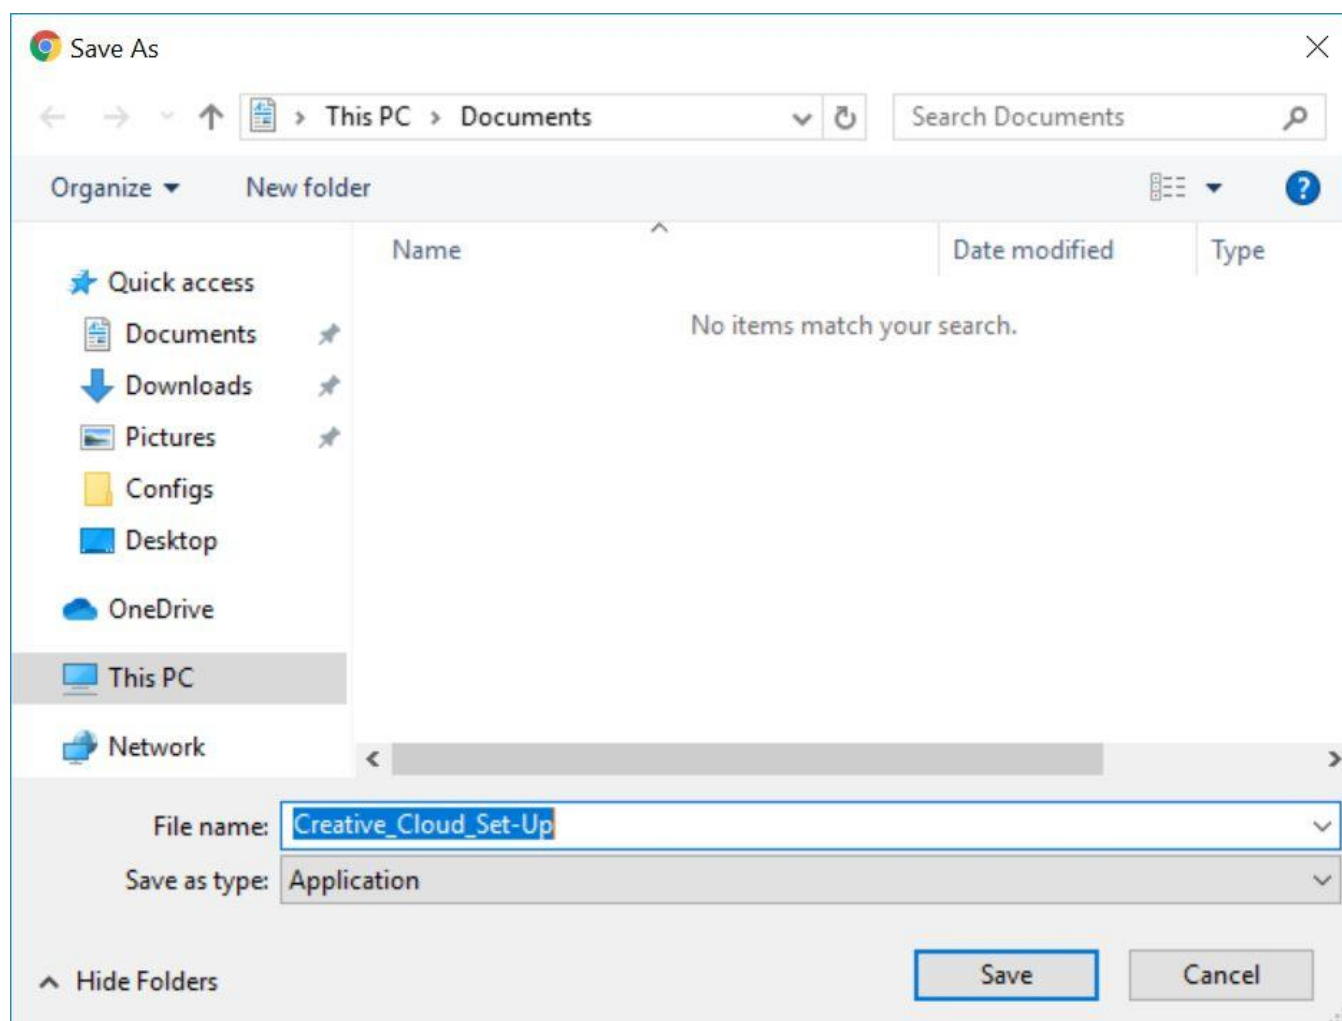 Save As
This PC > Documents
Search Documents
Organize
New folder
?
Name
Date modified
Type
Quick access
No items match your search.
Documents
Downloads
Pictures
Configs
Desktop
OneDrive
This PC
Network
File name: Creative_Cloud_Set-Up
Save as type: Application
Hide Folders
Save
Cancel